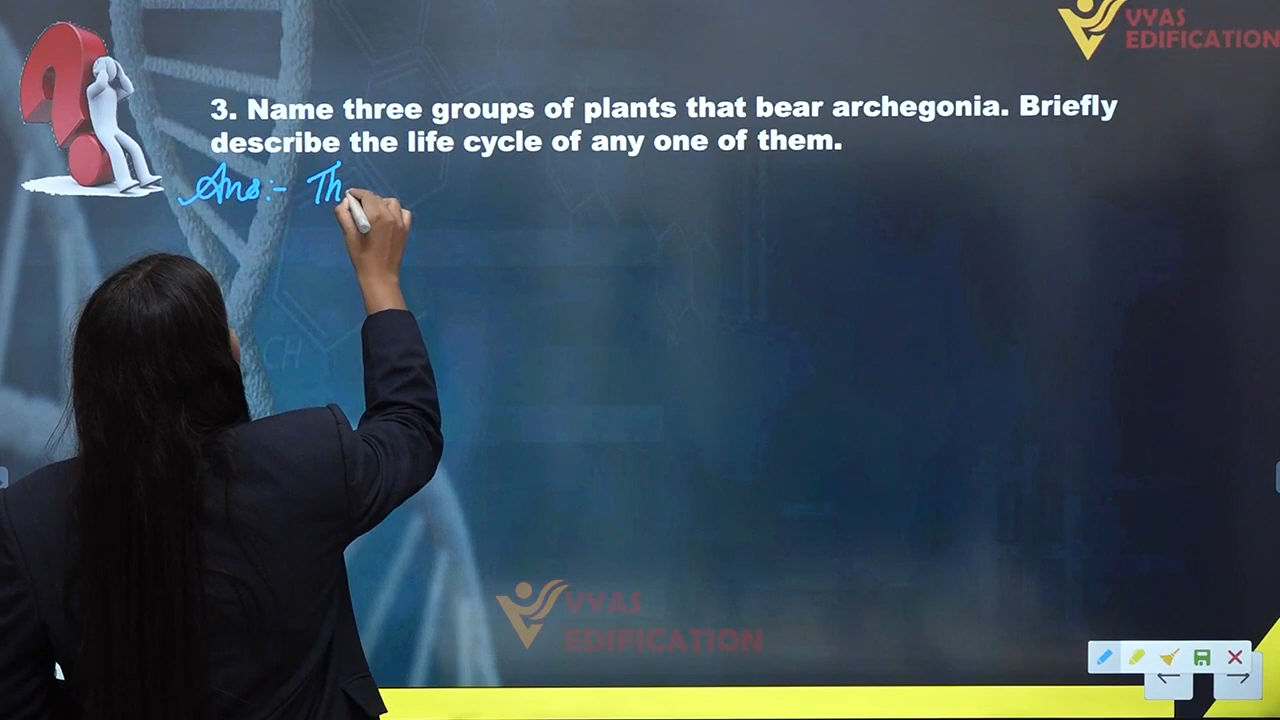 VYAS
EDIFICATION
3. Name three groups of plants that bear archegonia. Briefly
describe the life cycle of any one of them.
Ans:- Th
CH
VYAS
EDIFICATION